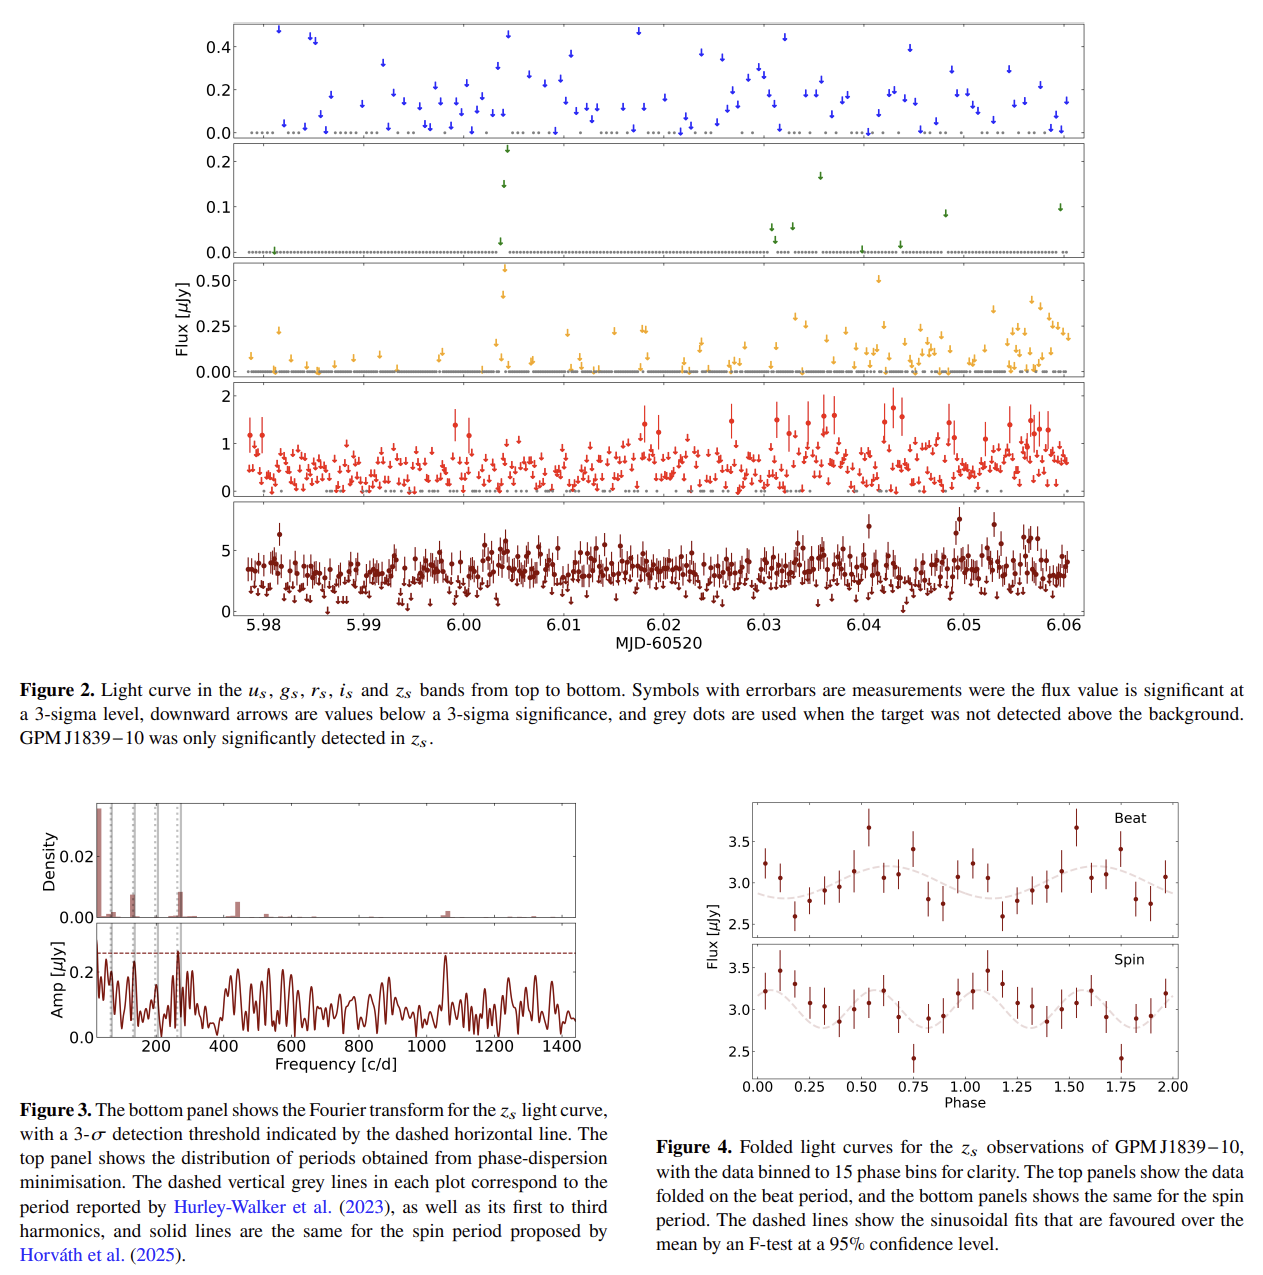 0.4
0.2
0.0
0.2
0.1
0.0
0.50
0.25
0.00
Flux [μJy]
2
1
0
5
0
5.98 5.99 6.00 6.01 6.02 6.03 6.04 6.05 6.06
MJD-60520
Figure 2. Light curve in the u_s, g_s, r_s, i_s and z_s bands from top to bottom. Symbols with errorbars are measurements were the flux value is significant at
a 3-sigma level, downward arrows are values below a 3-sigma significance, and grey dots are used when the target was not detected above the background.
GPM J1839−10 was only significantly detected in z_s.
Density
0.02
0.00
Amp [μJy]
0.2
0.0
200 400 600 800 1000 1200 1400
Frequency [c/d]
Figure 3. The bottom panel shows the Fourier transform for the z_s light curve,
with a 3-σ detection threshold indicated by the dashed horizontal line. The
top panel shows the distribution of periods obtained from phase-dispersion
minimisation. The dashed vertical grey lines in each plot correspond to the
period reported by Hurley-Walker et al. (2023), as well as its first to third
harmonics, and solid lines are the same for the spin period proposed by
Horváth et al. (2025).
Beat
3.5
3.0
2.5
Flux [μJy]
Spin
3.5
3.0
2.5
0.00 0.25 0.50 0.75 1.00 1.25 1.50 1.75 2.00
Phase
Figure 4. Folded light curves for the z_s observations of GPM J1839−10,
with the data binned to 15 phase bins for clarity. The top panels show the data
folded on the beat period, and the bottom panels shows the same for the spin
period. The dashed lines show the sinusoidal fits that are favoured over the
mean by an F-test at a 95% confidence level.